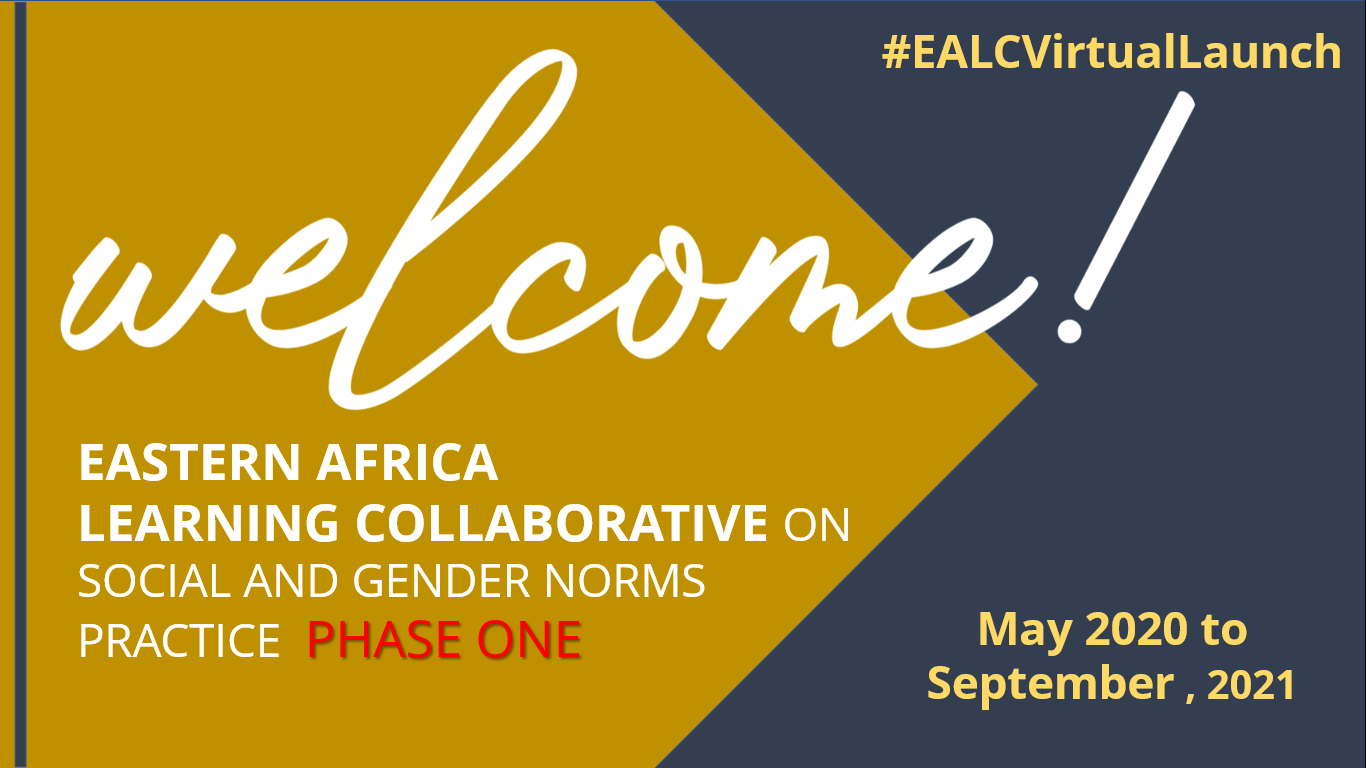 #EALCVirtualLaunch
welcome!
EASTERN AFRICA
LEARNING COLLABORATIVE ON
SOCIAL AND GENDER NORMS
PRACTICE PHASE ONE
May 2020 to
September , 2021